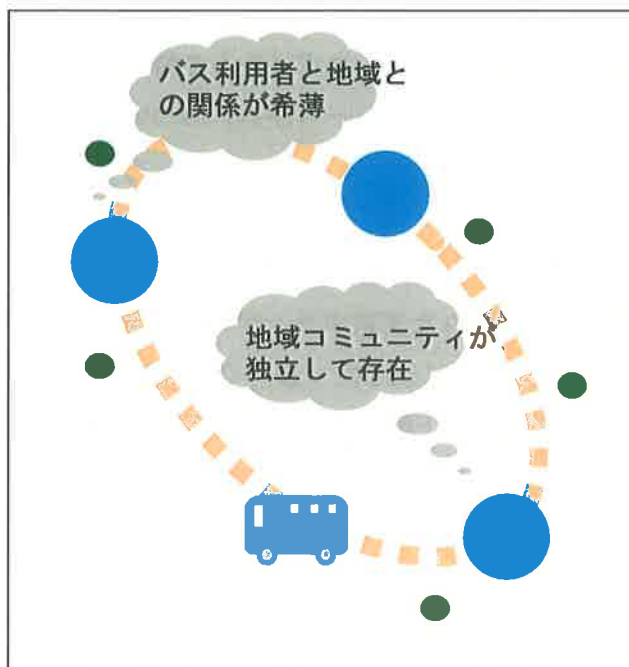 バス利用者と地域と
の関係が希薄
地域コミュニティが
独立して存在